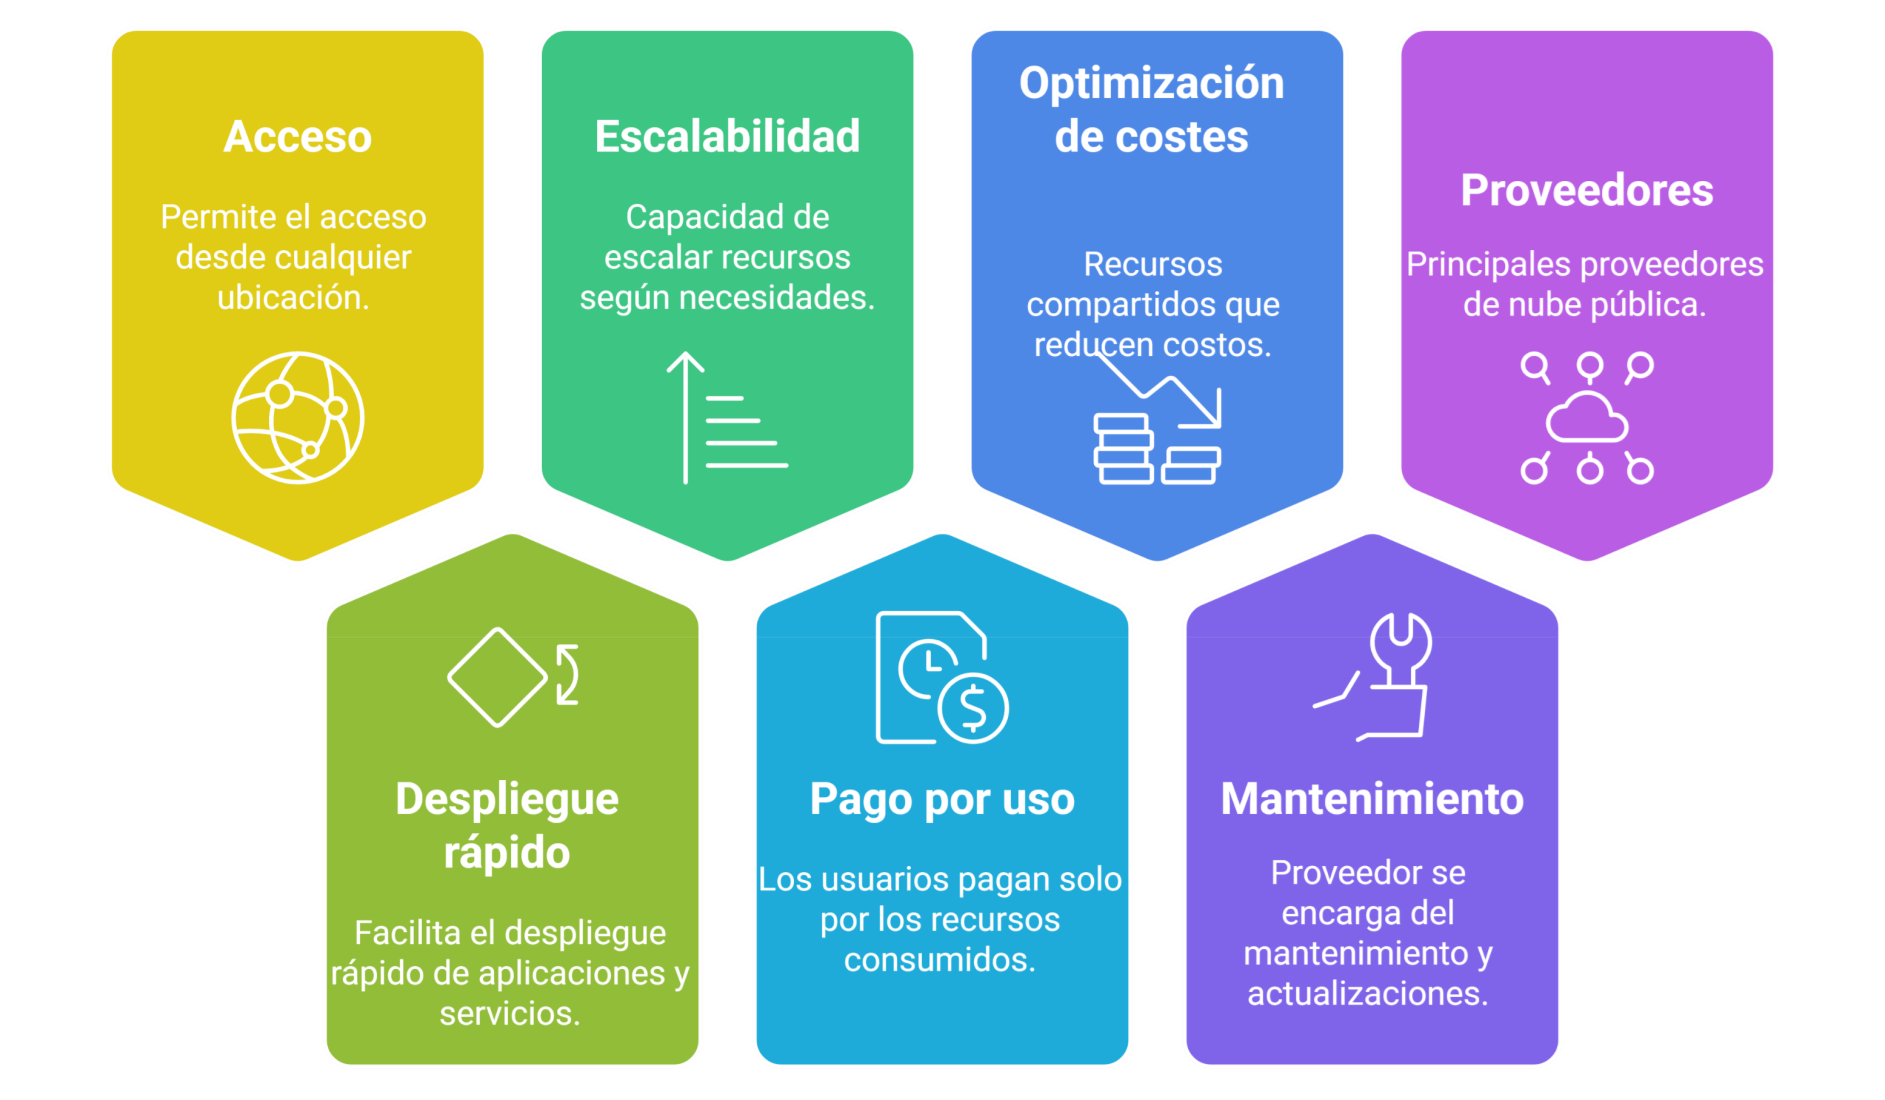 Acceso
Permite el acceso
desde cualquier
ubicación.
Escalabilidad
Capacidad de
escalar recursos
según necesidades.
Optimización
de costes
Recursos
compartidos que
reducen costos.
Proveedores
Principales proveedores
de nube pública.
Despliegue
rápido
Facilita el despliegue
rápido de aplicaciones y
servicios.
$
Pago por uso
Los usuarios pagan solo
por los recursos
consumidos.
Mantenimiento
Proveedor se
encarga del
mantenimiento y
actualizaciones.